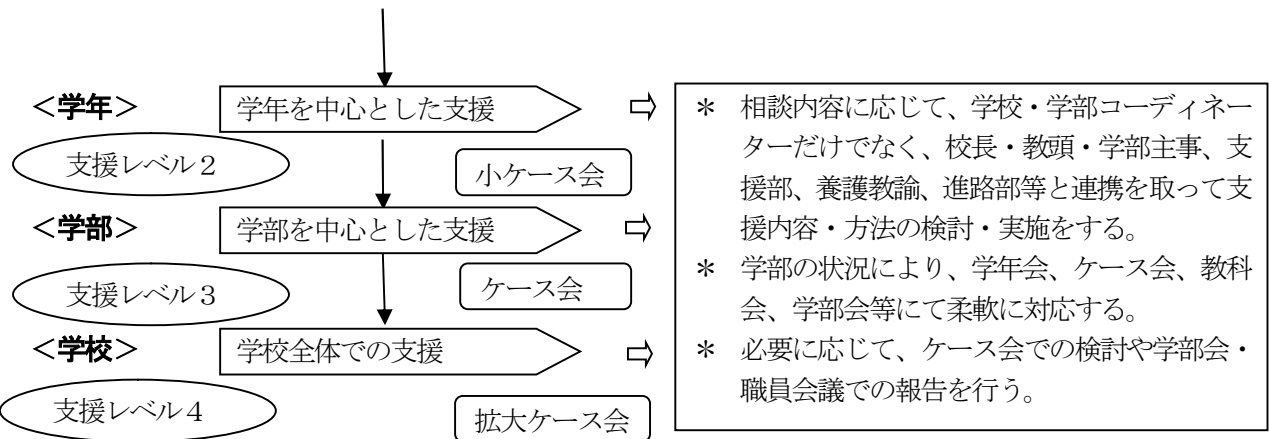 ＜学年＞
学年を中心とした支援
支援レベル２
小ケース会
＜学部＞
学部を中心とした支援
支援レベル３
ケース会
＜学校＞
学校全体での支援
支援レベル４
拡大ケース会
＊ 相談内容に応じて、学校・学部コーディネー
ターだけでなく、校長・教頭・学部主事、支
援部、養護教諭、進路部等と連携を取って支
援内容・方法の検討・実施をする。
＊ 学部の状況により、学年会、ケース会、教科
会、学部会等にて柔軟に対応する。
＊ 必要に応じて、ケース会での検討や学部会・
職員会議での報告を行う。